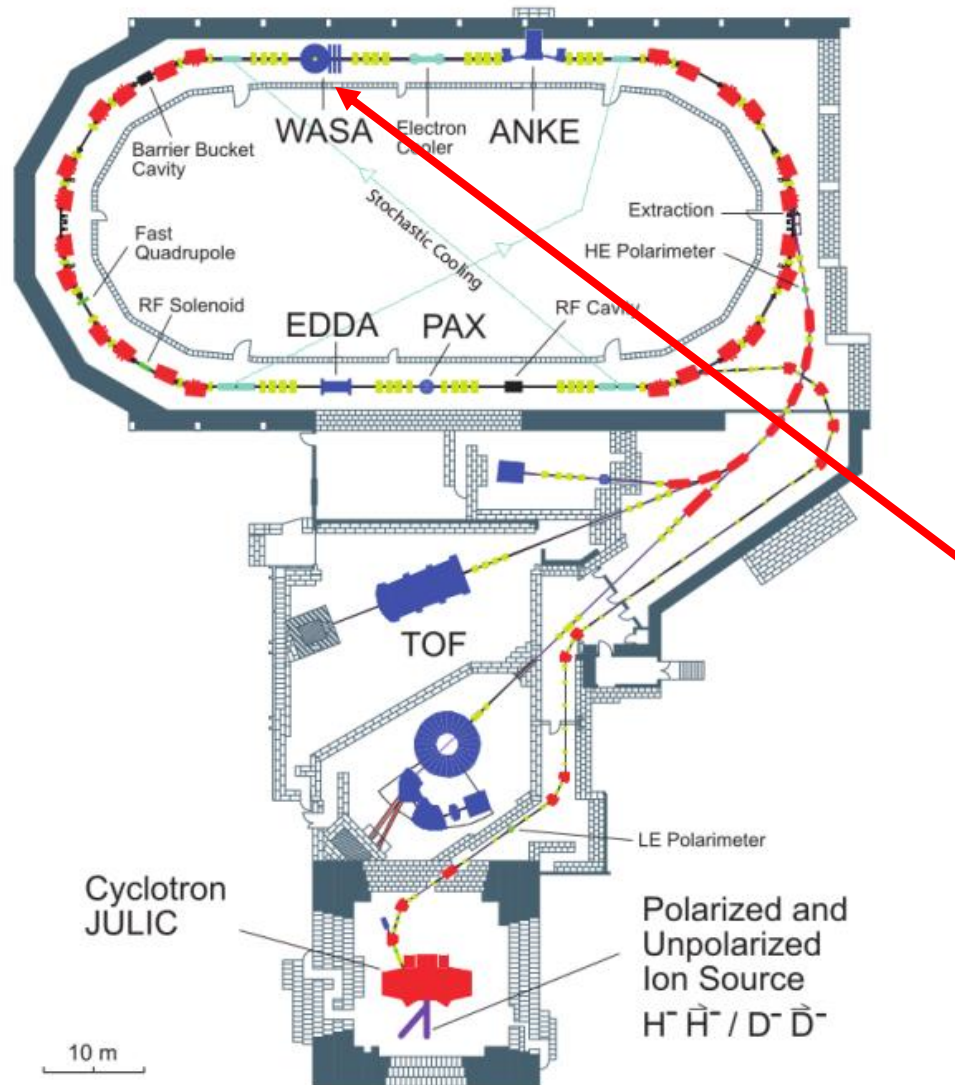 WASA
Electron
Cooler
ANKE
Barrier Bucket
Cavity
Stochastic Cooling
Extraction
HE Polarimeter
Fast
Quadrupole
RF Solenoid
EDDA
PAX
RF Cavity
TOF
LE Polarimeter
Cyclotron
JULIC
Polarized and
Unpolarized
Ion Source
H⁻ H⃗⁻ / D⁻ D⃗⁻
10 m